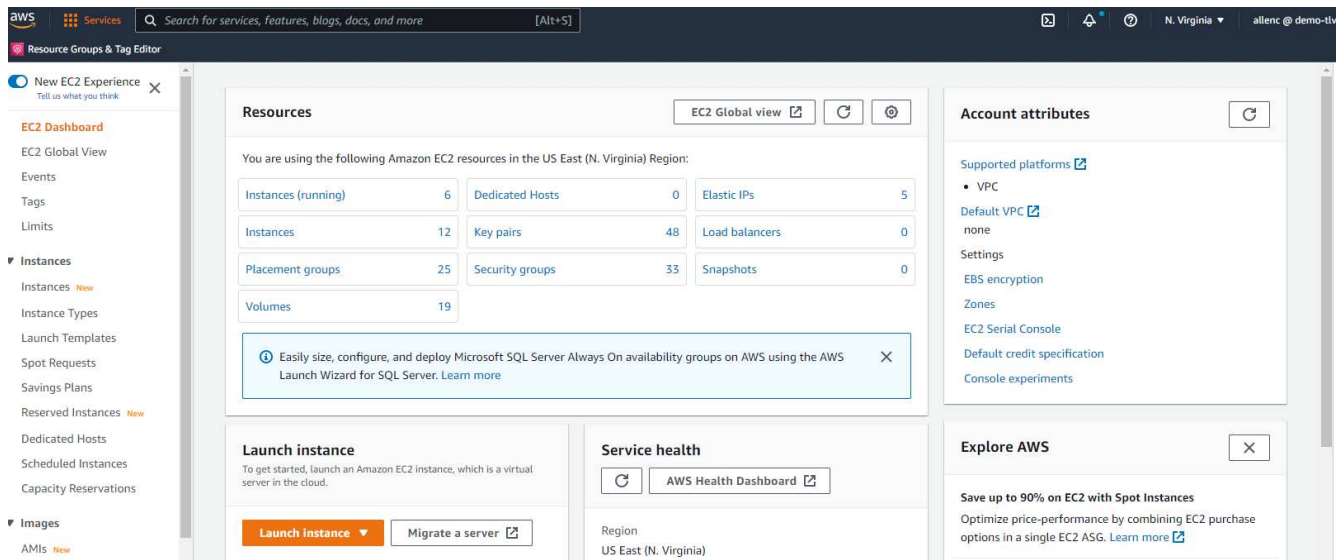 aws
Services
Search for services, features, blogs, docs, and more
[Alt+S]
N. Virginia ▼
allenc @ demo-tlv
Resource Groups & Tag Editor
New EC2 Experience
Tell us what you think
EC2 Dashboard
EC2 Global View
Events
Tags
Limits
Instances
Instances New
Instance Types
Launch Templates
Spot Requests
Savings Plans
Reserved Instances New
Dedicated Hosts
Scheduled Instances
Capacity Reservations
Images
AMIs New
Resources
EC2 Global view
You are using the following Amazon EC2 resources in the US East (N. Virginia) Region:
Instances (running) 6
Dedicated Hosts 0
Elastic IPs 5
Instances 12
Key pairs 48
Load balancers 0
Placement groups 25
Security groups 33
Snapshots 0
Volumes 19
Easily size, configure, and deploy Microsoft SQL Server Always On availability groups on AWS using the AWS
Launch Wizard for SQL Server. Learn more
Launch instance
To get started, launch an Amazon EC2 instance, which is a virtual
server in the cloud.
Launch instance ▼
Migrate a server
Service health
AWS Health Dashboard
Region
US East (N. Virginia)
Account attributes
Supported platforms
• VPC
Default VPC
none
Settings
EBS encryption
Zones
EC2 Serial Console
Default credit specification
Console experiments
Explore AWS
Save up to 90% on EC2 with Spot Instances
Optimize price-performance by combining EC2 purchase
options in a single EC2 ASG. Learn more